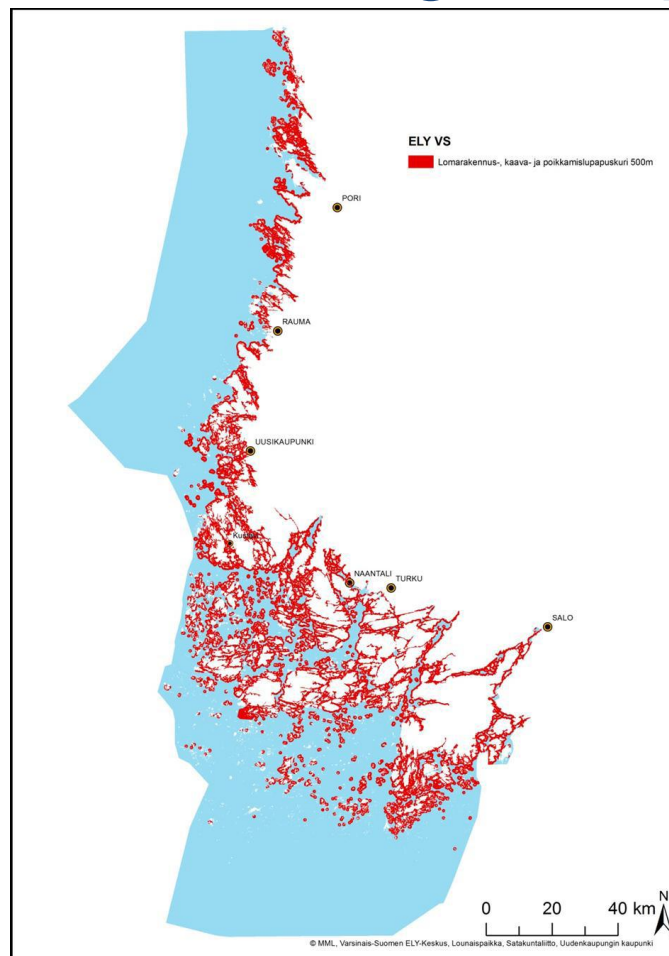 ELY VS
Lomarakennus-, kaava- ja poikkamislupapuskuri 500m
PORI
RAUMA
UUSIKAUPUNKI
NAANTALI
TURKU
SALO
N
0 20 40 km
© MML, Varsinais-Suomen ELY-Keskus, Lounaispaikka, Satakuntaliitto, Uudenkaupungin kaupunki